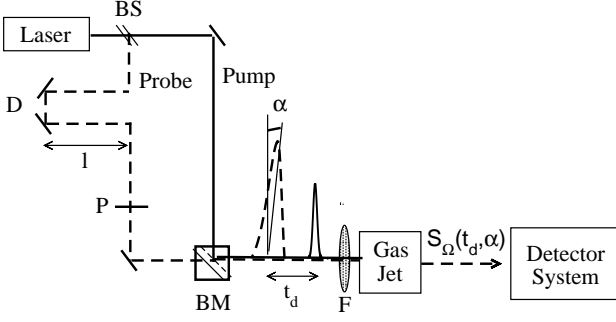 BS
Laser
Probe
Pump
α
D
l
P
Gas
Jet
S_Ω(t_d,α)
Detector
System
BM
t_d
F